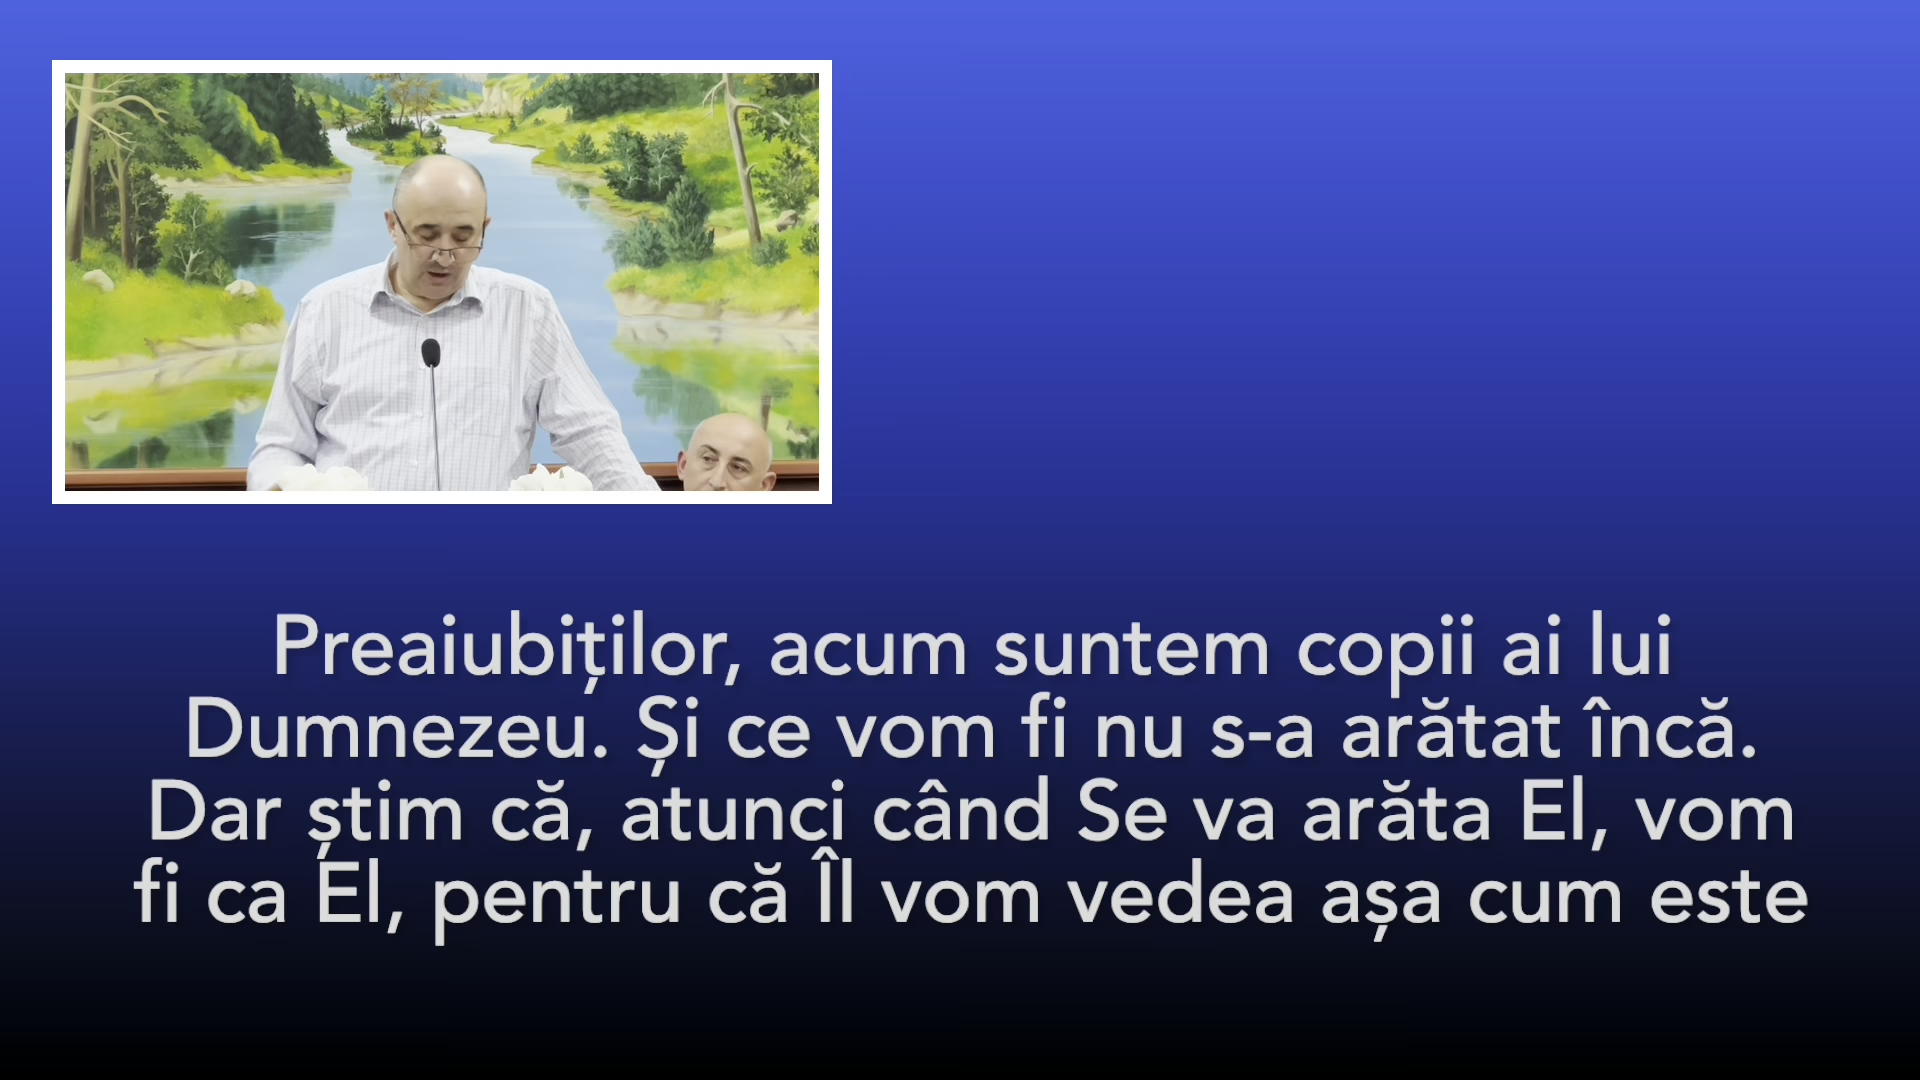 Preaiubiților, acum suntem copii ai lui
Dumnezeu. Și ce vom fi nu s-a arătat încă.
Dar știm că, atunci când Se va arăta El, vom
fi ca El, pentru că Îl vom vedea așa cum este